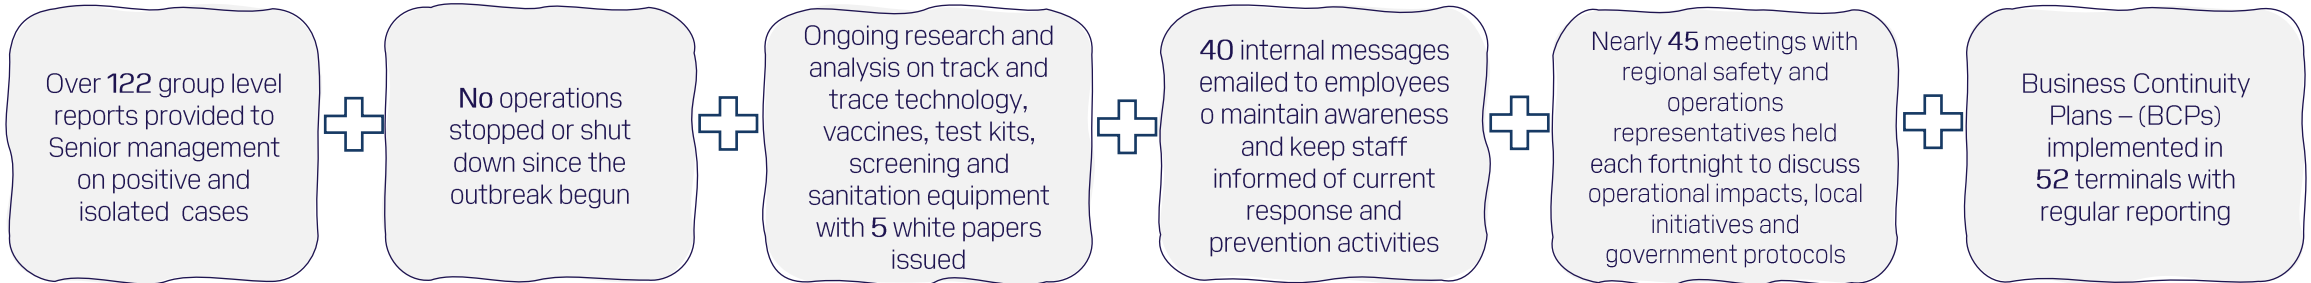 Over 122 group level
reports provided to
Senior management
on positive and
isolated cases
No operations
stopped or shut
down since the
outbreak begun
Ongoing research and
analysis on track and
trace technology,
vaccines, test kits,
screening and
sanitation equipment
with 5 white papers
issued
40 internal messages
emailed to employees
o maintain awareness
and keep staff
informed of current
response and
prevention activities
Nearly 45 meetings with
regional safety and
operations
representatives held
each fortnight to discuss
operational impacts, local
initiatives and
government protocols
Business Continuity
Plans – (BCPs)
implemented in
52 terminals with
regular reporting